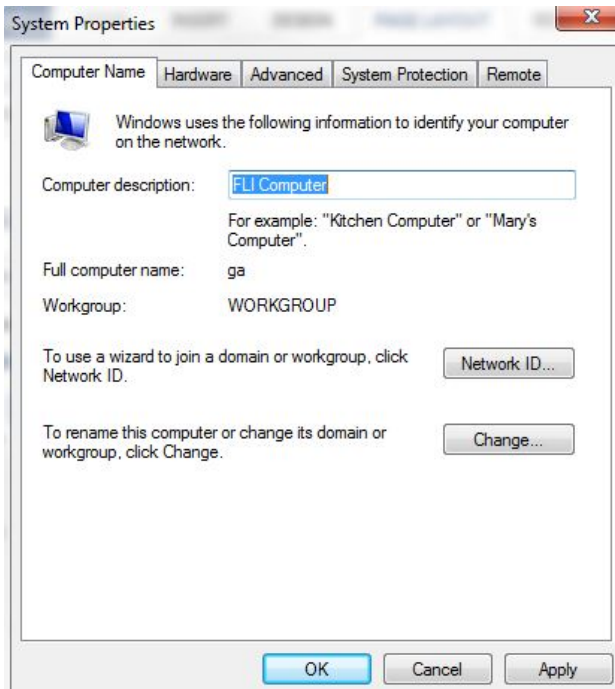 System Properties
Computer Name Hardware Advanced System Protection Remote
Windows uses the following information to identify your computer
on the network.
Computer description: FLI Computer
For example: "Kitchen Computer" or "Mary's
Computer".
Full computer name: ga
Workgroup: WORKGROUP
To use a wizard to join a domain or workgroup, click
Network ID.
Network ID...
To rename this computer or change its domain or
workgroup, click Change.
Change...
OK Cancel Apply